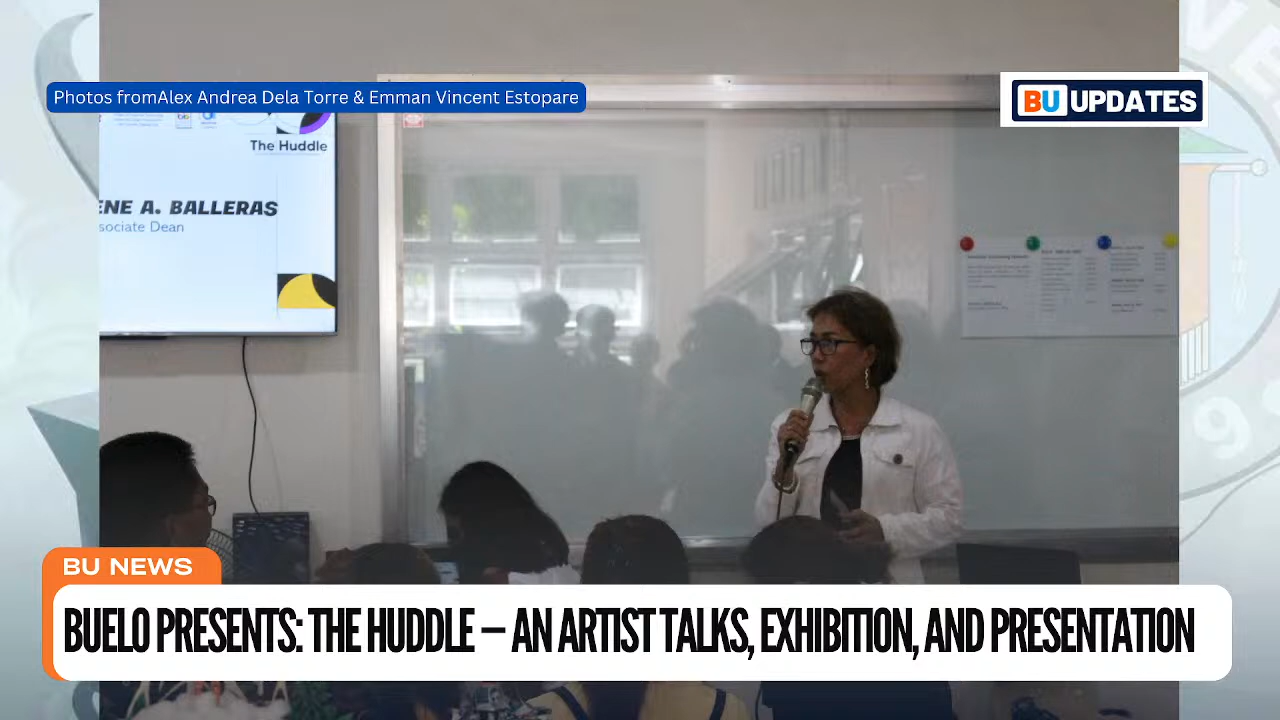 Photos fromAlex Andrea Dela Torre & Emman Vincent Estopare
BU UPDATES
The Huddle
ENE A. BALLERAS
sociate Dean
BU NEWS
BUELO PRESENTS: THE HUDDLE – AN ARTIST TALKS, EXHIBITION, AND PRESENTATION